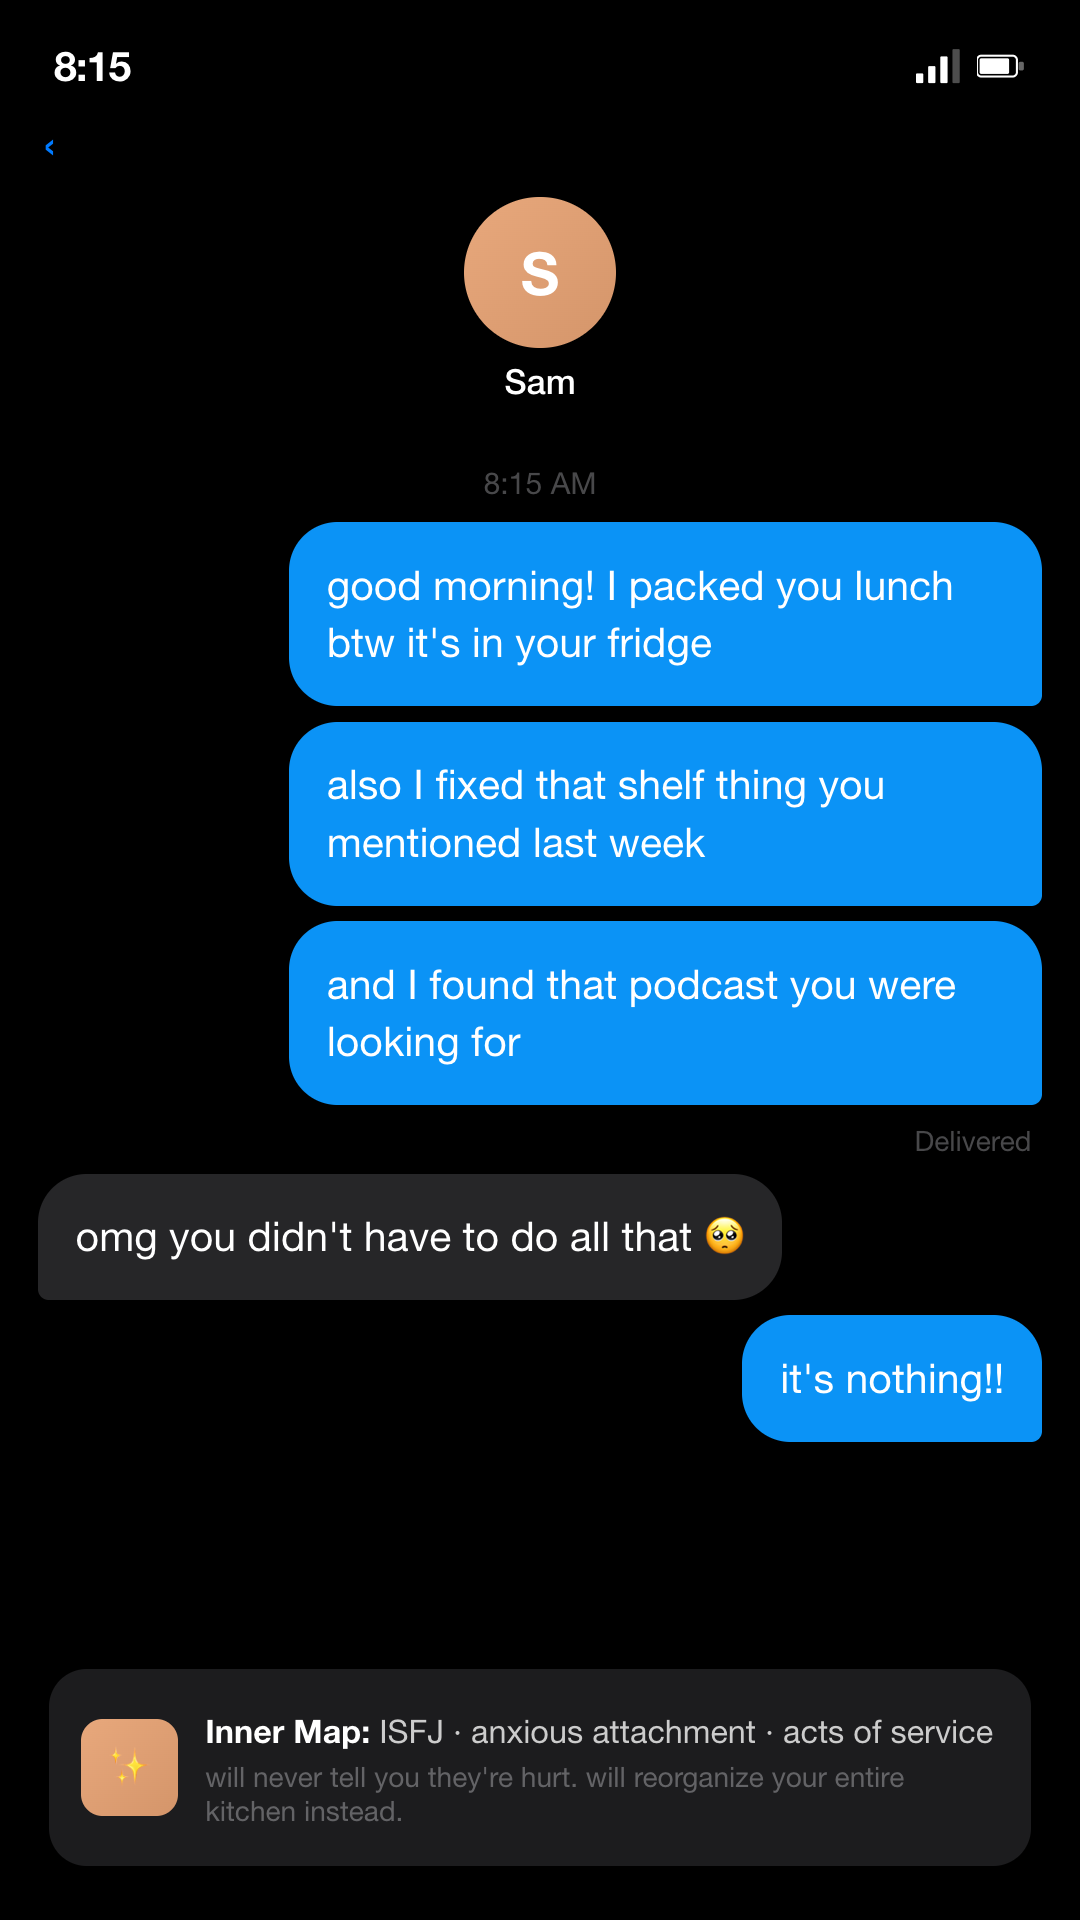 8:15
‹
S
Sam
8:15 AM
good morning! I packed you lunch
btw it's in your fridge
also I fixed that shelf thing you
mentioned last week
and I found that podcast you were
looking for
Delivered
omg you didn't have to do all that 🥺
it's nothing!!
Inner Map: ISFJ · anxious attachment · acts of service
will never tell you they're hurt. will reorganize your entire
kitchen instead.